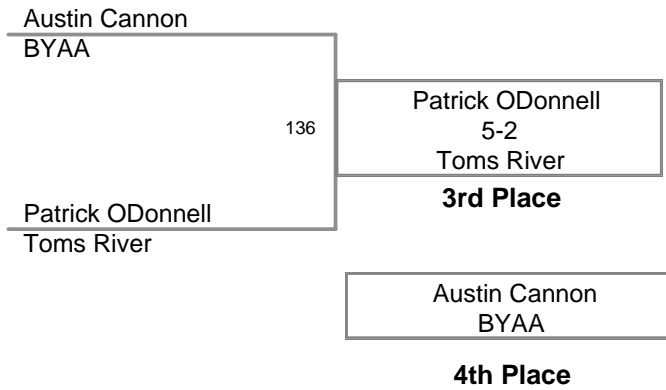 Austin Cannon
BYAA
136
Patrick ODonnell
5-2
Toms River
3rd Place
Patrick ODonnell
Toms River
Austin Cannon
BYAA
4th Place